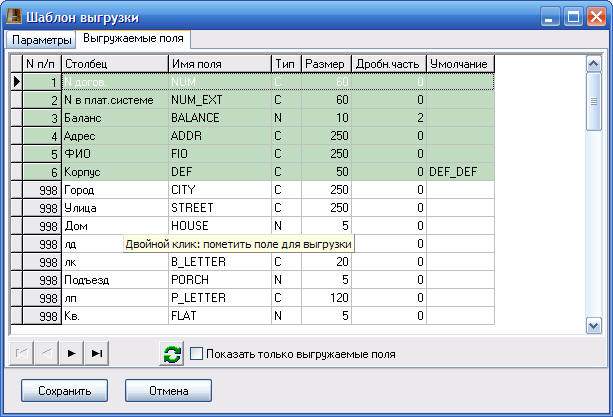 Шаблон выгрузки
Параметры Выгружаемые поля
N п/п Столбец Имя поля Тип Размер Дробн.часть Умолчание
1 N догов. NUM C 60 0
2 N в плат.системе NUM_EXT C 60 0
3 Баланс BALANCE N 10 2
4 Адрес ADDR C 250 0
5 ФИО FIO C 250 0
6 Корпус DEF C 50 0 DEF_DEF
998 Город CITY C 250 0
998 Улица STREET C 250 0
998 Дом HOUSE N 5 0
998 лд 0
Двойной клик: пометить поле для выгрузки
998 лк B_LETTER C 20 0
998 Подъезд PORCH N 5 0
998 лп P_LETTER C 120 0
998 Кв. FLAT N 5 0
Показать только выгружаемые поля
Сохранить Отмена